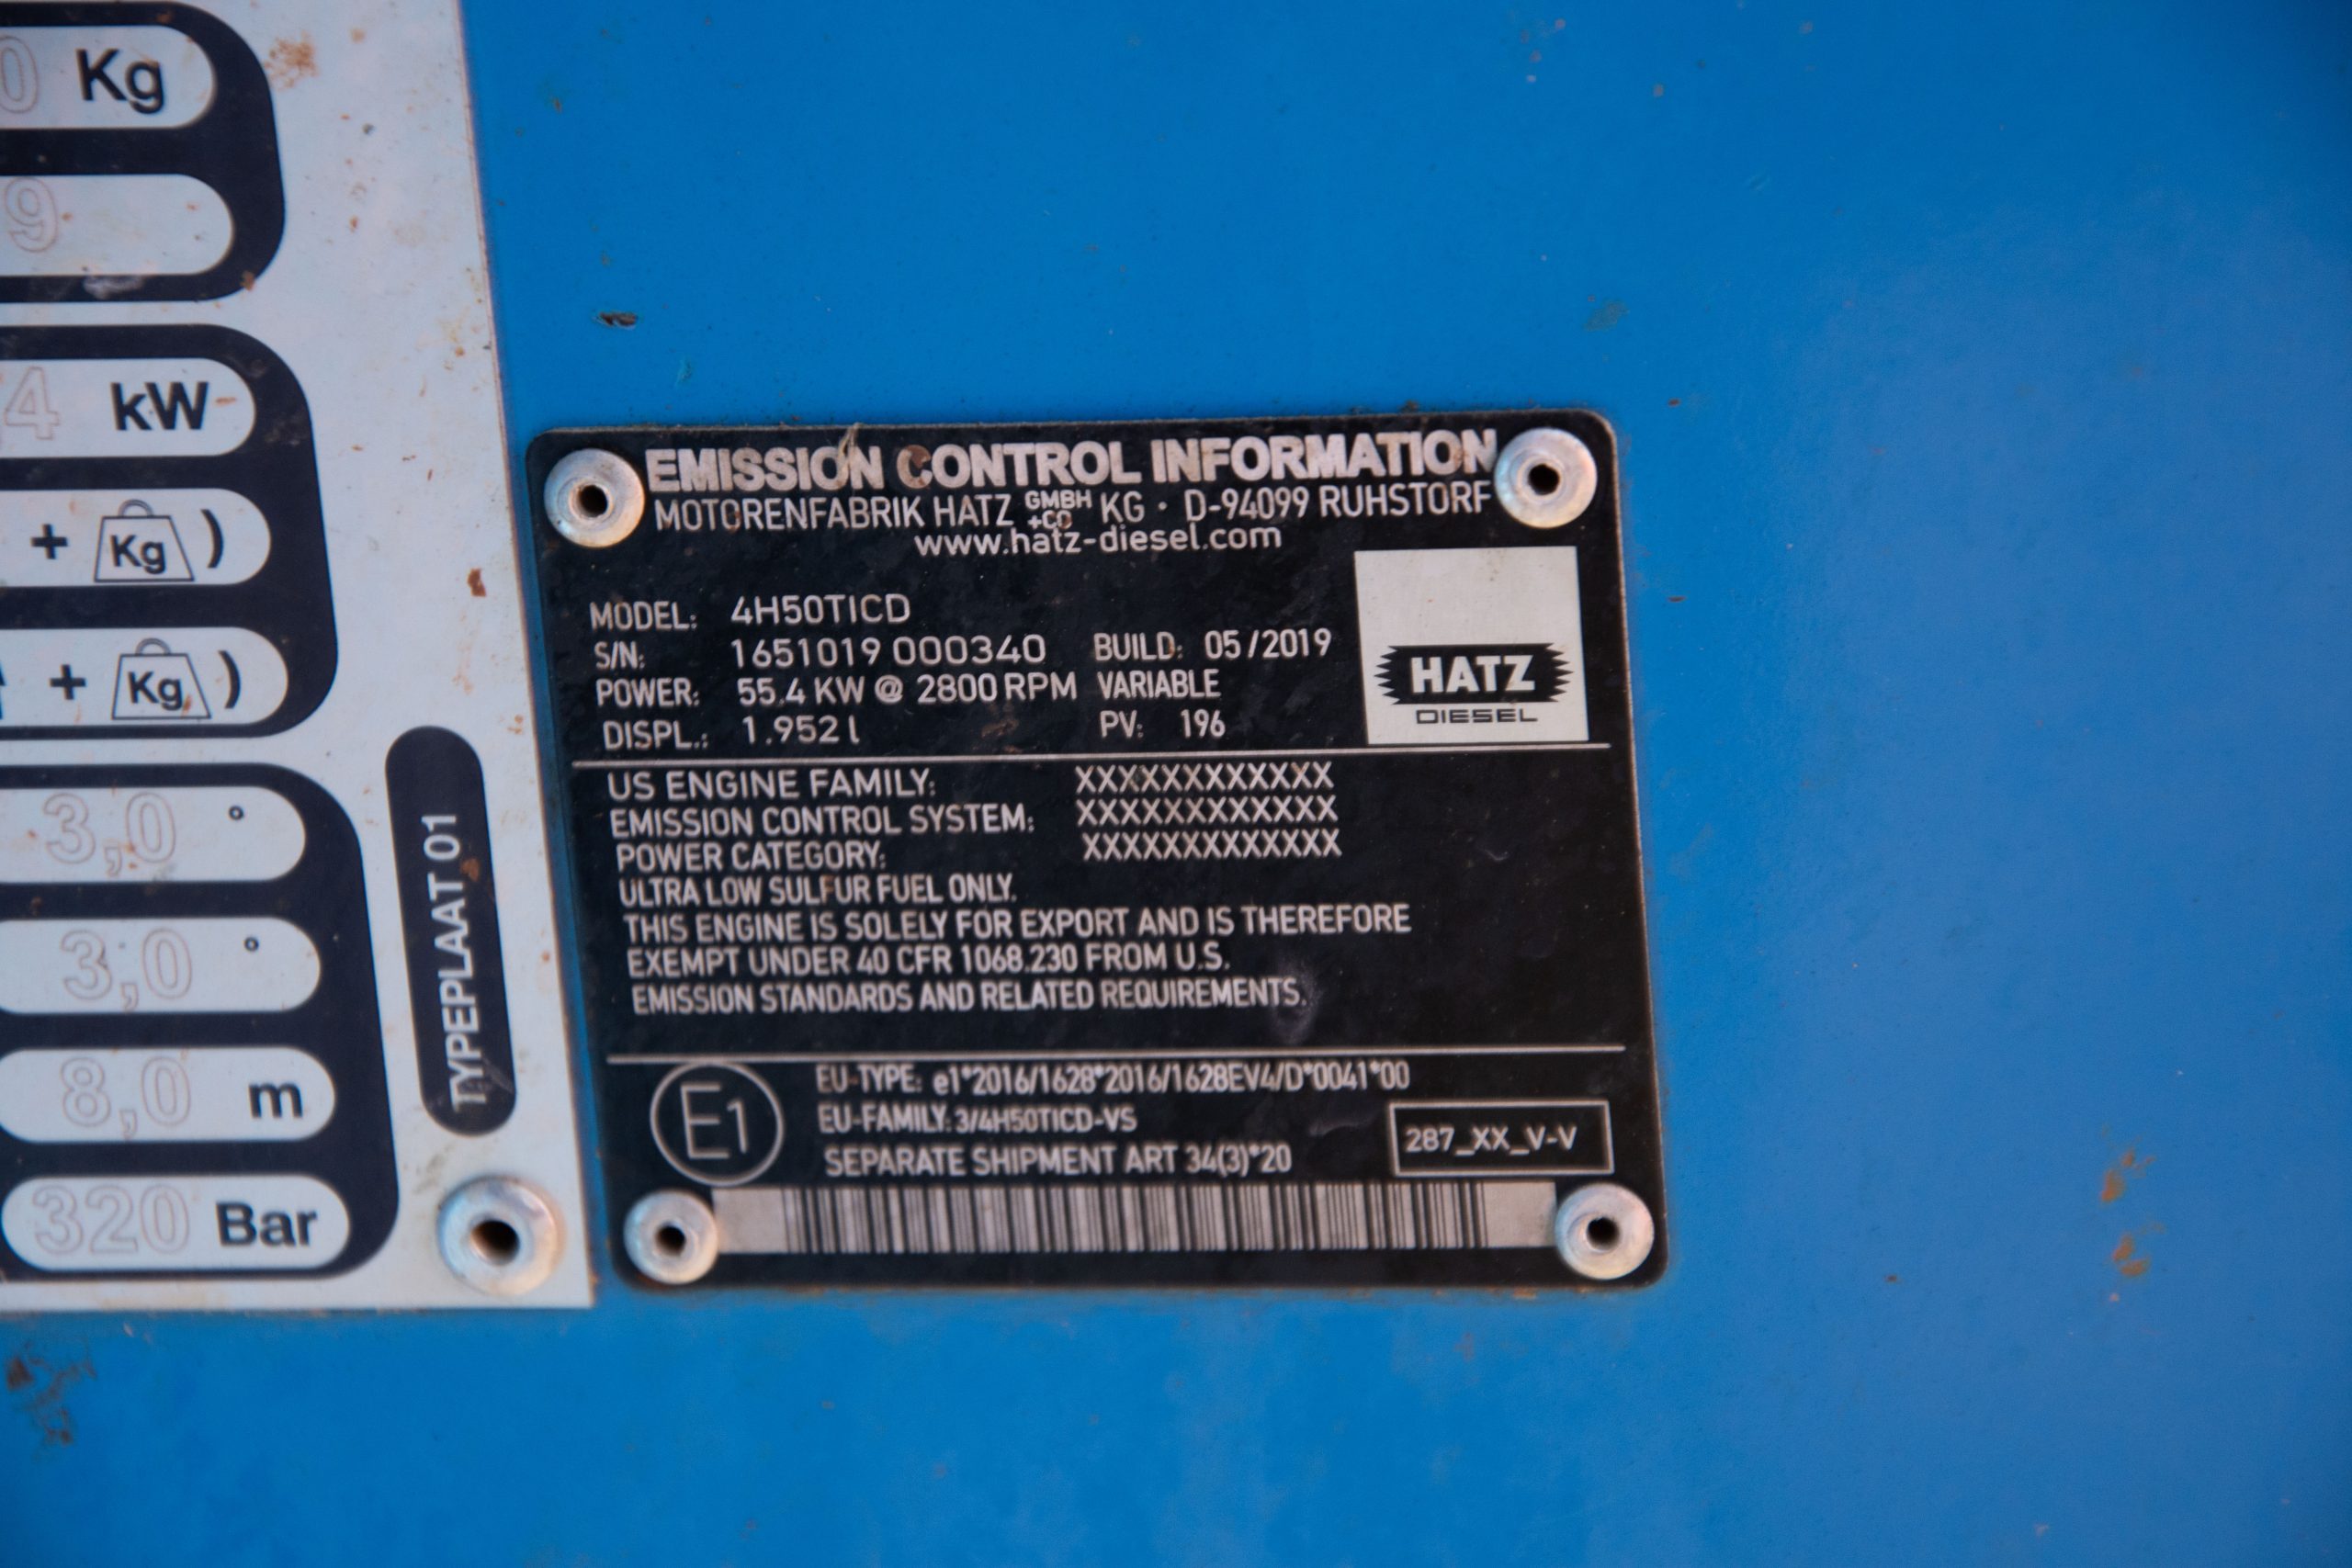 0 Kg
9
4 kW
+ Kg )
+ Kg )
3,0 °
3,0 °
8,0 m
320 Bar
TYPEPLAAT 01
EMISSION CONTROL INFORMATION
MOTORENFABRIK HATZ GMBH +CO KG · D-94099 RUHSTORF
www.hatz-diesel.com
MODEL: 4H50TICD
S/N: 1651019 000340 BUILD: 05/2019
POWER: 55.4 KW @ 2800 RPM VARIABLE
DISPL.: 1.952 l PV: 196
HATZ
DIESEL
US ENGINE FAMILY: XXXXXXXXXXXX
EMISSION CONTROL SYSTEM: XXXXXXXXXXXX
POWER CATEGORY: XXXXXXXXXXXXX
ULTRA LOW SULFUR FUEL ONLY.
THIS ENGINE IS SOLELY FOR EXPORT AND IS THEREFORE
EXEMPT UNDER 40 CFR 1068.230 FROM U.S.
EMISSION STANDARDS AND RELATED REQUIREMENTS.
E1
EU-TYPE: e1*2016/1628*2016/1628EV4/D*0041*00
EU-FAMILY: 3/4H50TICD-VS
SEPARATE SHIPMENT ART 34(3)*20
287_XX_V-V